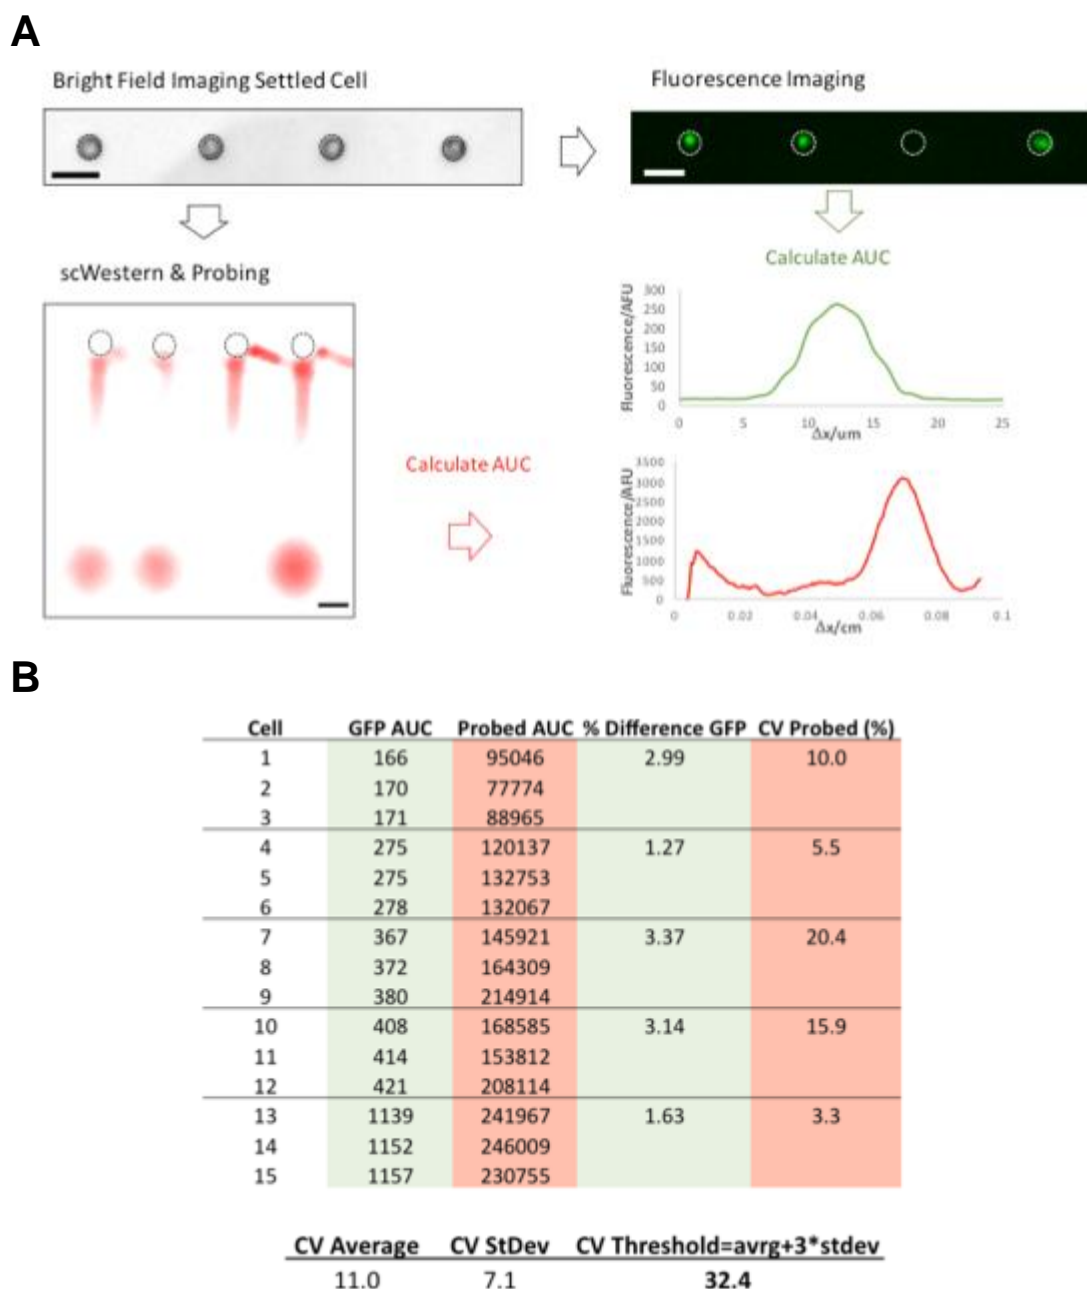 A
Bright Field Imaging Settled Cell
Fluorescence Imaging
scWestern & Probing
Calculate AUC
Fluorescence/AFU
300
250
200
150
100
50
0
0 5 10 15 20 25
Δx/um
Calculate AUC
Fluorescence/AFU
3500
3000
2500
2000
1500
1000
500
0
0 0.02 0.04 0.06 0.08 0.1
Δx/cm
B
Cell GFP AUC Probed AUC % Difference GFP CV Probed (%)
1 166 95046 2.99 10.0
2 170 77774
3 171 88965
4 275 120137 1.27 5.5
5 275 132753
6 278 132067
7 367 145921 3.37 20.4
8 372 164309
9 380 214914
10 408 168585 3.14 15.9
11 414 153812
12 421 208114
13 1139 241967 1.63 3.3
14 1152 246009
15 1157 230755
CV Average CV StDev CV Threshold=avrg+3*stdev
11.0 7.1 32.4